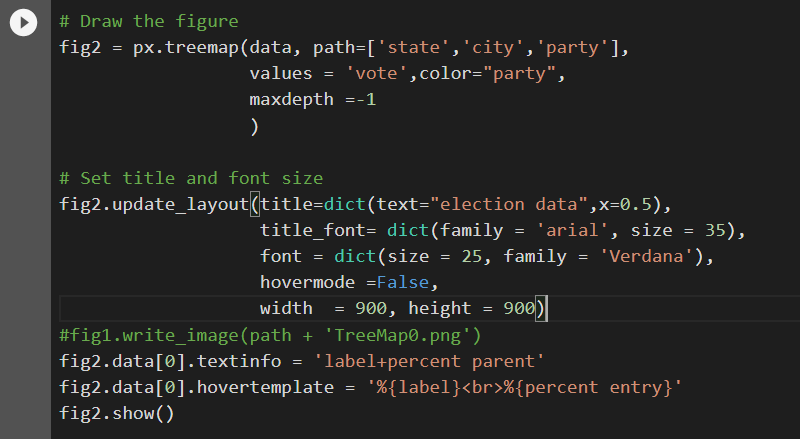 # Draw the figure
fig2 = px.treemap(data, path=['state','city','party'],
                  values = 'vote',color="party",
                  maxdepth =-1
                  )

# Set title and font size
fig2.update_layout(title=dict(text="election data",x=0.5),
                   title_font= dict(family = 'arial', size = 35),
                   font = dict(size = 25, family = 'Verdana'),
                   hovermode =False,
                   width  = 900, height = 900)
#fig1.write_image(path + 'TreeMap0.png')
fig2.data[0].textinfo = 'label+percent parent'
fig2.data[0].hovertemplate = '%{label}<br>%{percent entry}'
fig2.show()